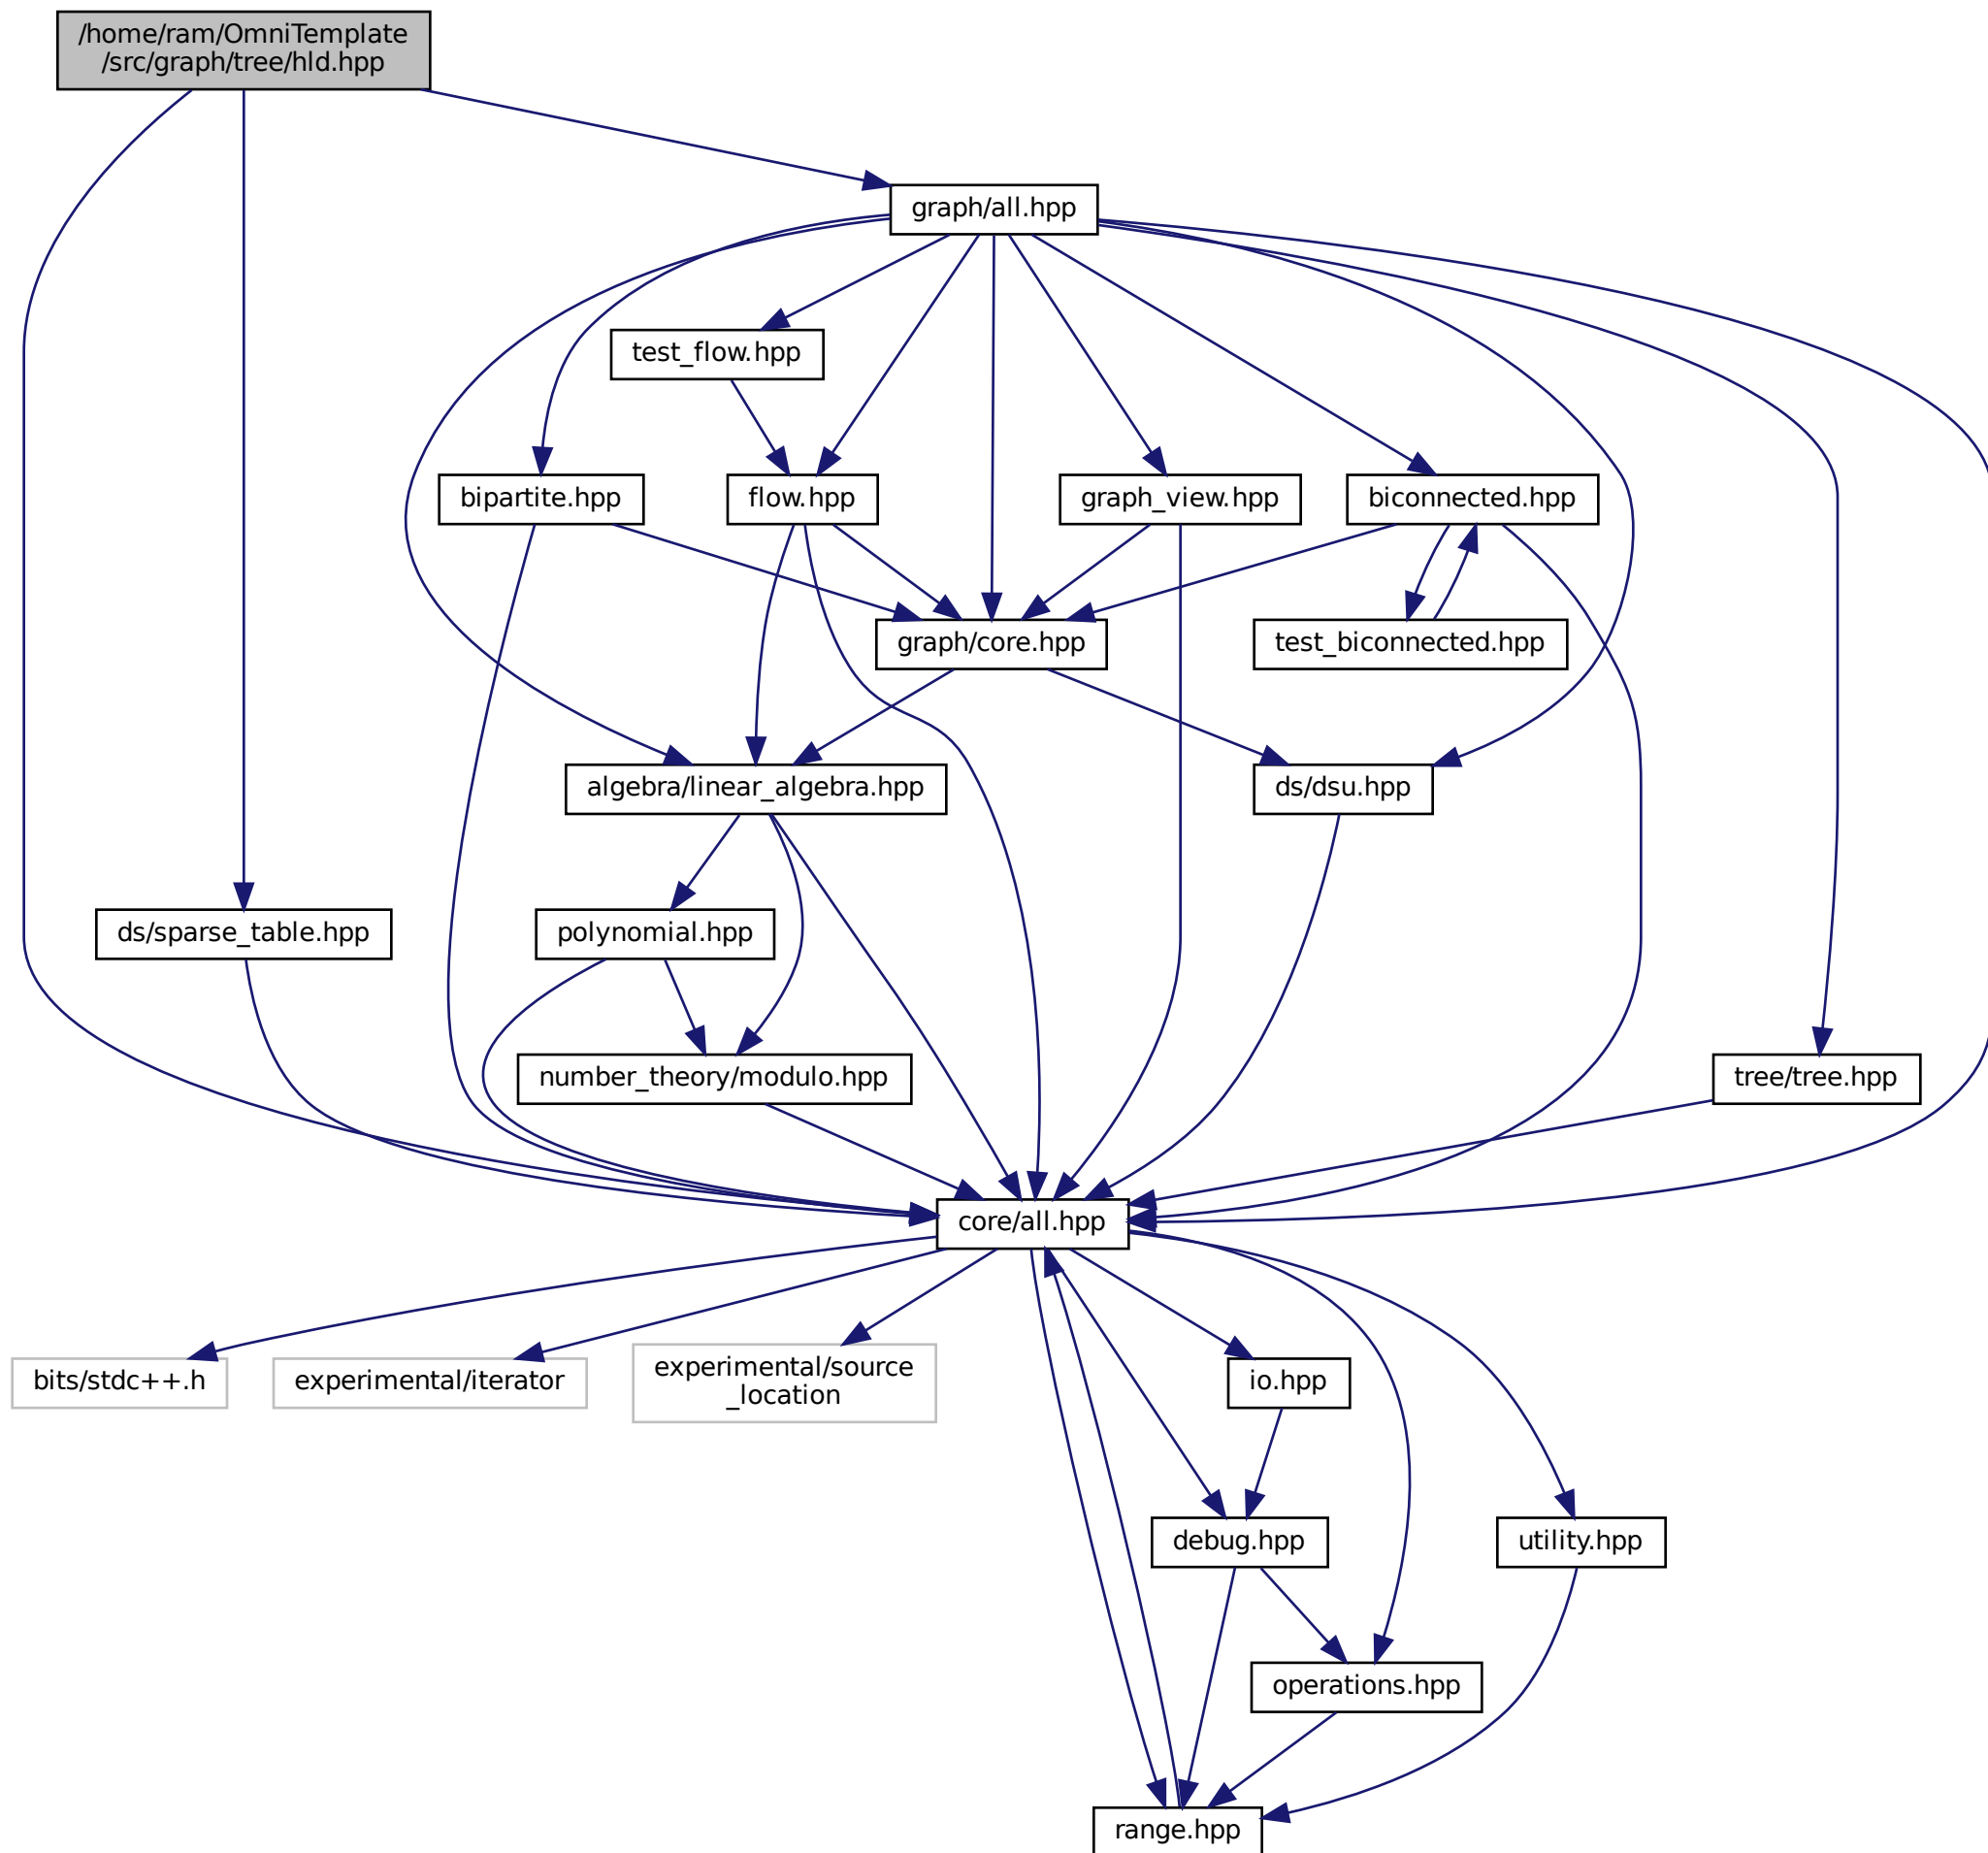 /home/ram/OmniTemplate
/src/graph/tree/hld.hpp
graph/all.hpp
test_flow.hpp
bipartite.hpp
flow.hpp
graph_view.hpp
biconnected.hpp
graph/core.hpp
test_biconnected.hpp
algebra/linear_algebra.hpp
ds/dsu.hpp
ds/sparse_table.hpp
polynomial.hpp
number_theory/modulo.hpp
tree/tree.hpp
core/all.hpp
bits/stdc++.h
experimental/iterator
experimental/source
_location
io.hpp
debug.hpp
utility.hpp
operations.hpp
range.hpp